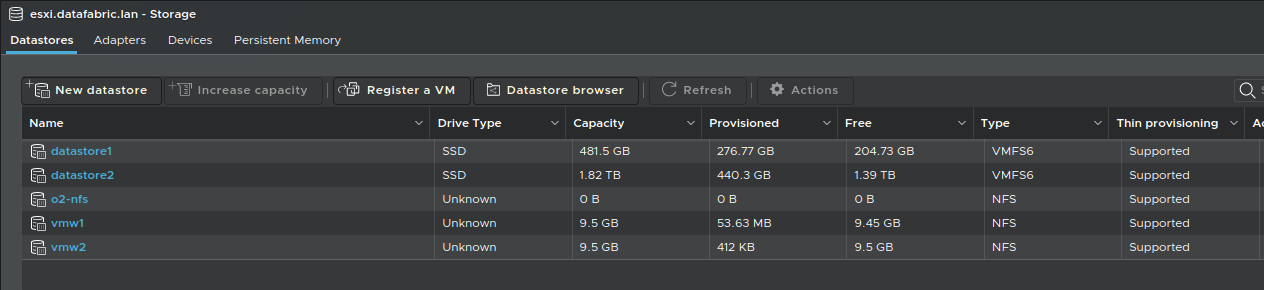 esxi.datafabric.lan - Storage
Datastores Adapters Devices Persistent Memory
New datastore Increase capacity Register a VM Datastore browser Refresh Actions
Name Drive Type Capacity Provisioned Free Type Thin provisioning
datastore1 SSD 481.5 GB 276.77 GB 204.73 GB VMFS6 Supported
datastore2 SSD 1.82 TB 440.3 GB 1.39 TB VMFS6 Supported
o2-nfs Unknown 0 B 0 B 0 B NFS Supported
vmw1 Unknown 9.5 GB 53.63 MB 9.45 GB NFS Supported
vmw2 Unknown 9.5 GB 412 KB 9.5 GB NFS Supported